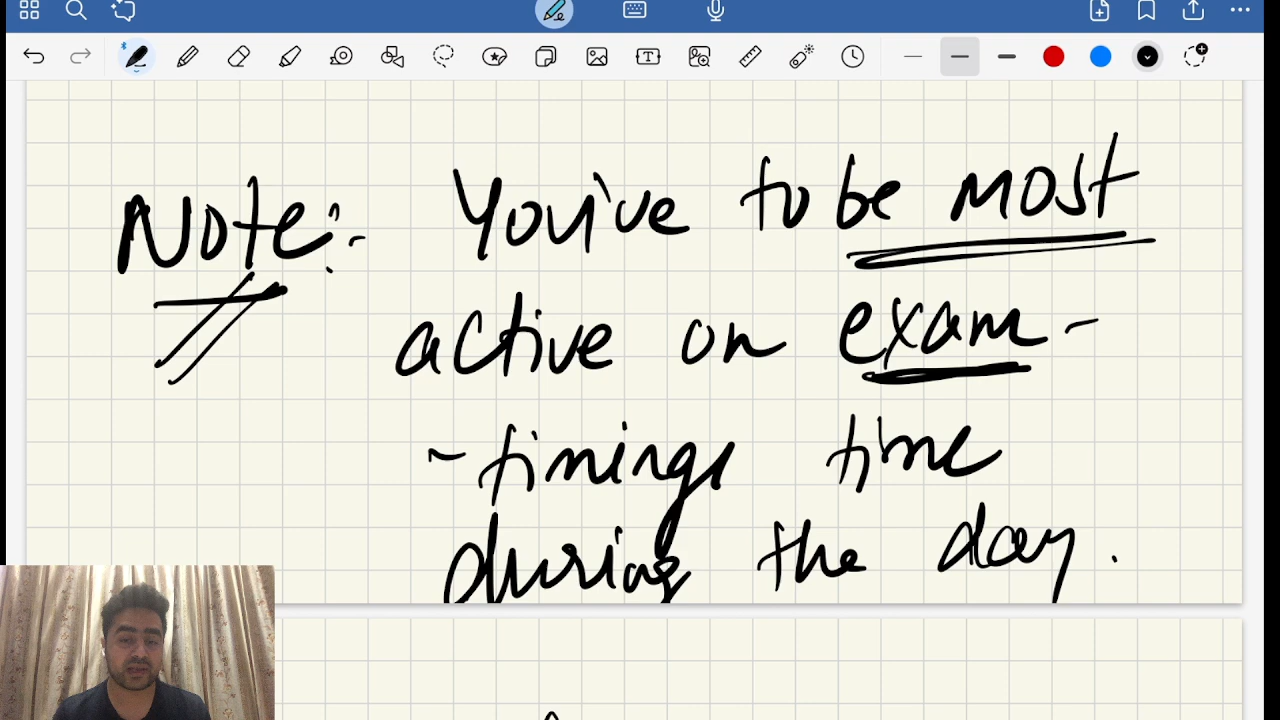 Note:- You've to be most
active on exam-
-timings time
during the day.